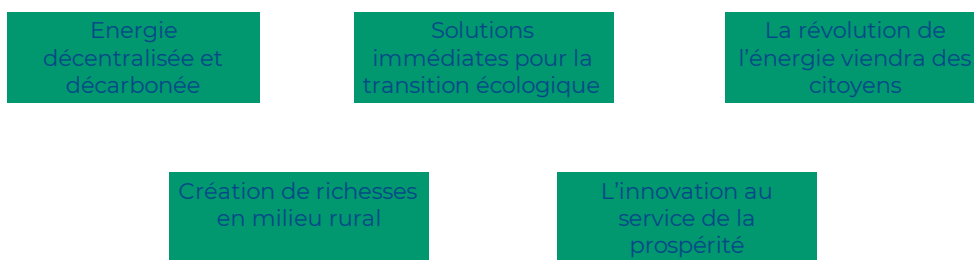 Energie
décentralisée et
décarbonée
Solutions
immédiates pour la
transition écologique
La révolution de
l’énergie viendra des
citoyens
Création de richesses
en milieu rural
L’innovation au
service de la
prospérité